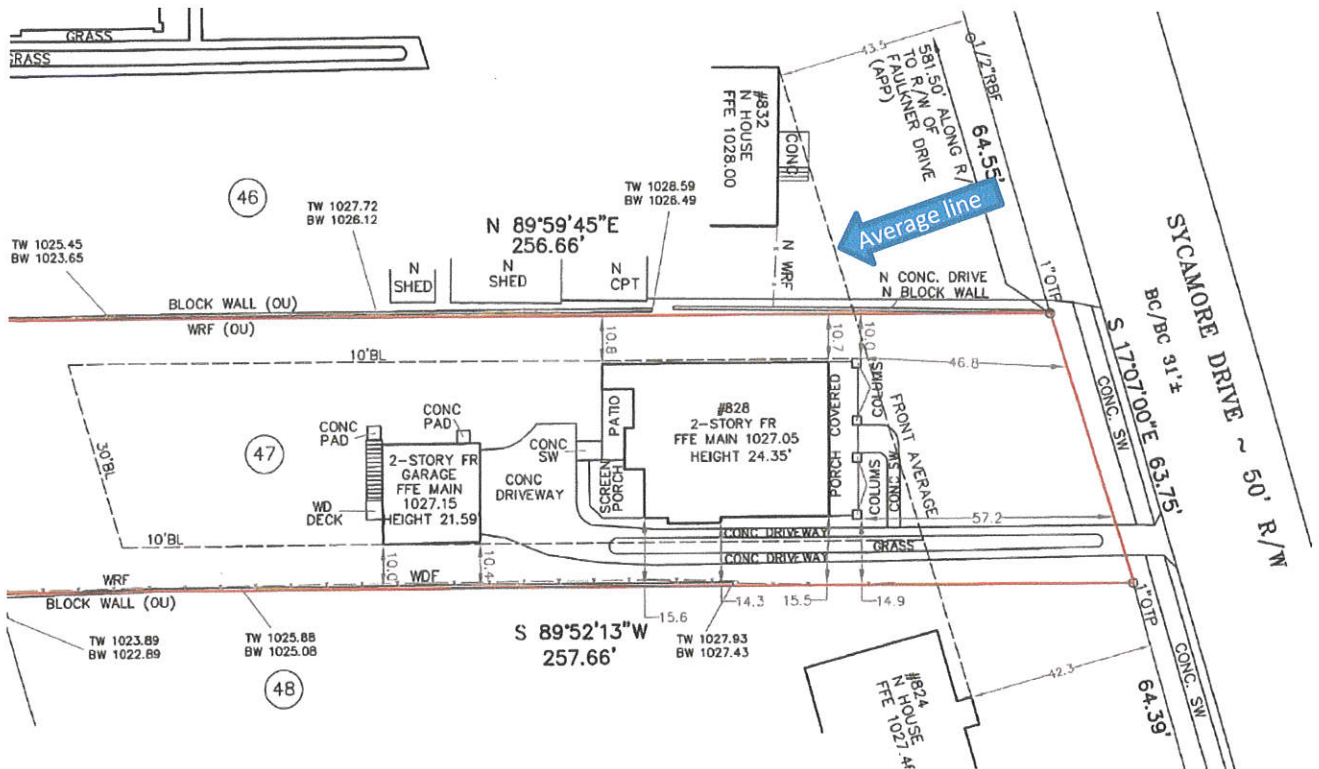 GRASS
GRASS
43.5
1/2"RBF
581.50' ALONG R/
TO R/W OF
FAULKNER DRIVE
(APP)
64.55'
#832
N HOUSE
FFE 1028.00
CONC
Average line
46
TW 1027.72
BW 1026.12
TW 1028.59
BW 1026.49
N 89°59'45"E
256.66'
TW 1025.45
BW 1023.65
N
SHED
N
SHED
N
CPT
N WRF
N CONC. DRIVE
N BLOCK WALL
1"OTP
BLOCK WALL (OU)
WRF (OU)
SYCAMORE DRIVE ~ 50' R/W
BC/BC 31'±
S 17°07'00"E 63.75'
CONC. SW
10'BL
10.8
10.7
10.0
46.8
30'BL
47
CONC
PAD
CONC
PAD
2-STORY FR
GARAGE
FFE MAIN
1027.15
HEIGHT 21.59'
WD
DECK
CONC
DRIVEWAY
CONC
SW
PATIO
SCREEN
PORCH
#828
2-STORY FR
FFE MAIN 1027.05
HEIGHT 24.35'
COVERED
PORCH
COLUMS
COLUMS
CONC SW
FRONT AVERAGE
57.2
10'BL
CONC DRIVEWAY
GRASS
CONC DRIVEWAY
10.0
10.4
WRF
WDF
BLOCK WALL (OU)
15.6
14.3
15.5
14.9
1"OTP
TW 1023.89
BW 1022.89
TW 1025.88
BW 1025.08
S 89°52'13"W
257.66'
TW 1027.93
BW 1027.43
48
#824
N HOUSE
FFE 1027.46
42.3
64.39'
CONC. SW